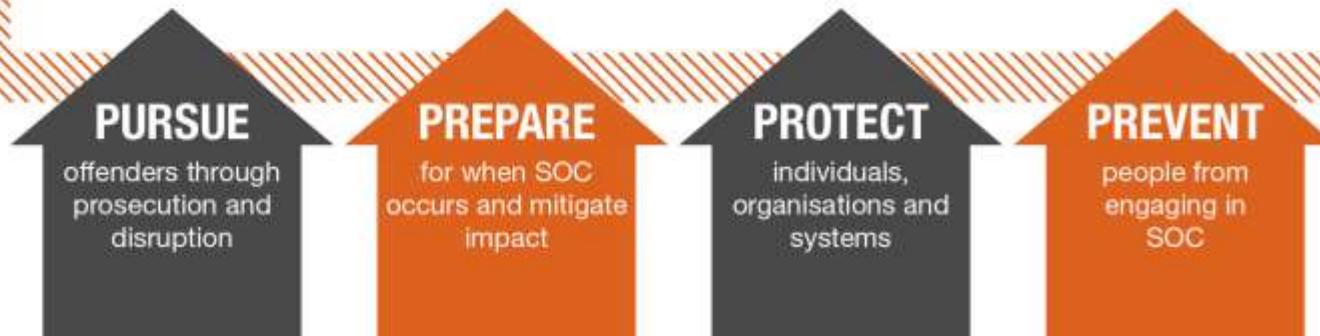 PURSUE
offenders through
prosecution and
disruption
PREPARE
for when SOC
occurs and mitigate
impact
PROTECT
individuals,
organisations and
systems
PREVENT
people from
engaging in
SOC